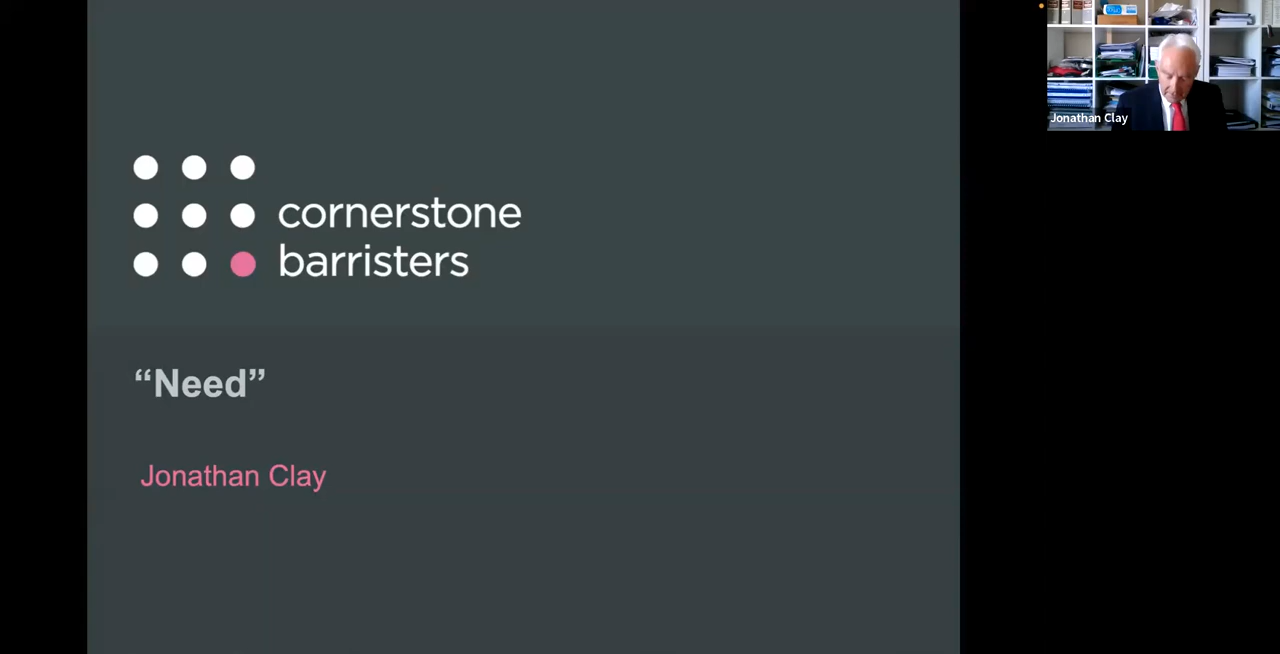 cornerstone
barristers
“Need”
Jonathan Clay
Jonathan Clay